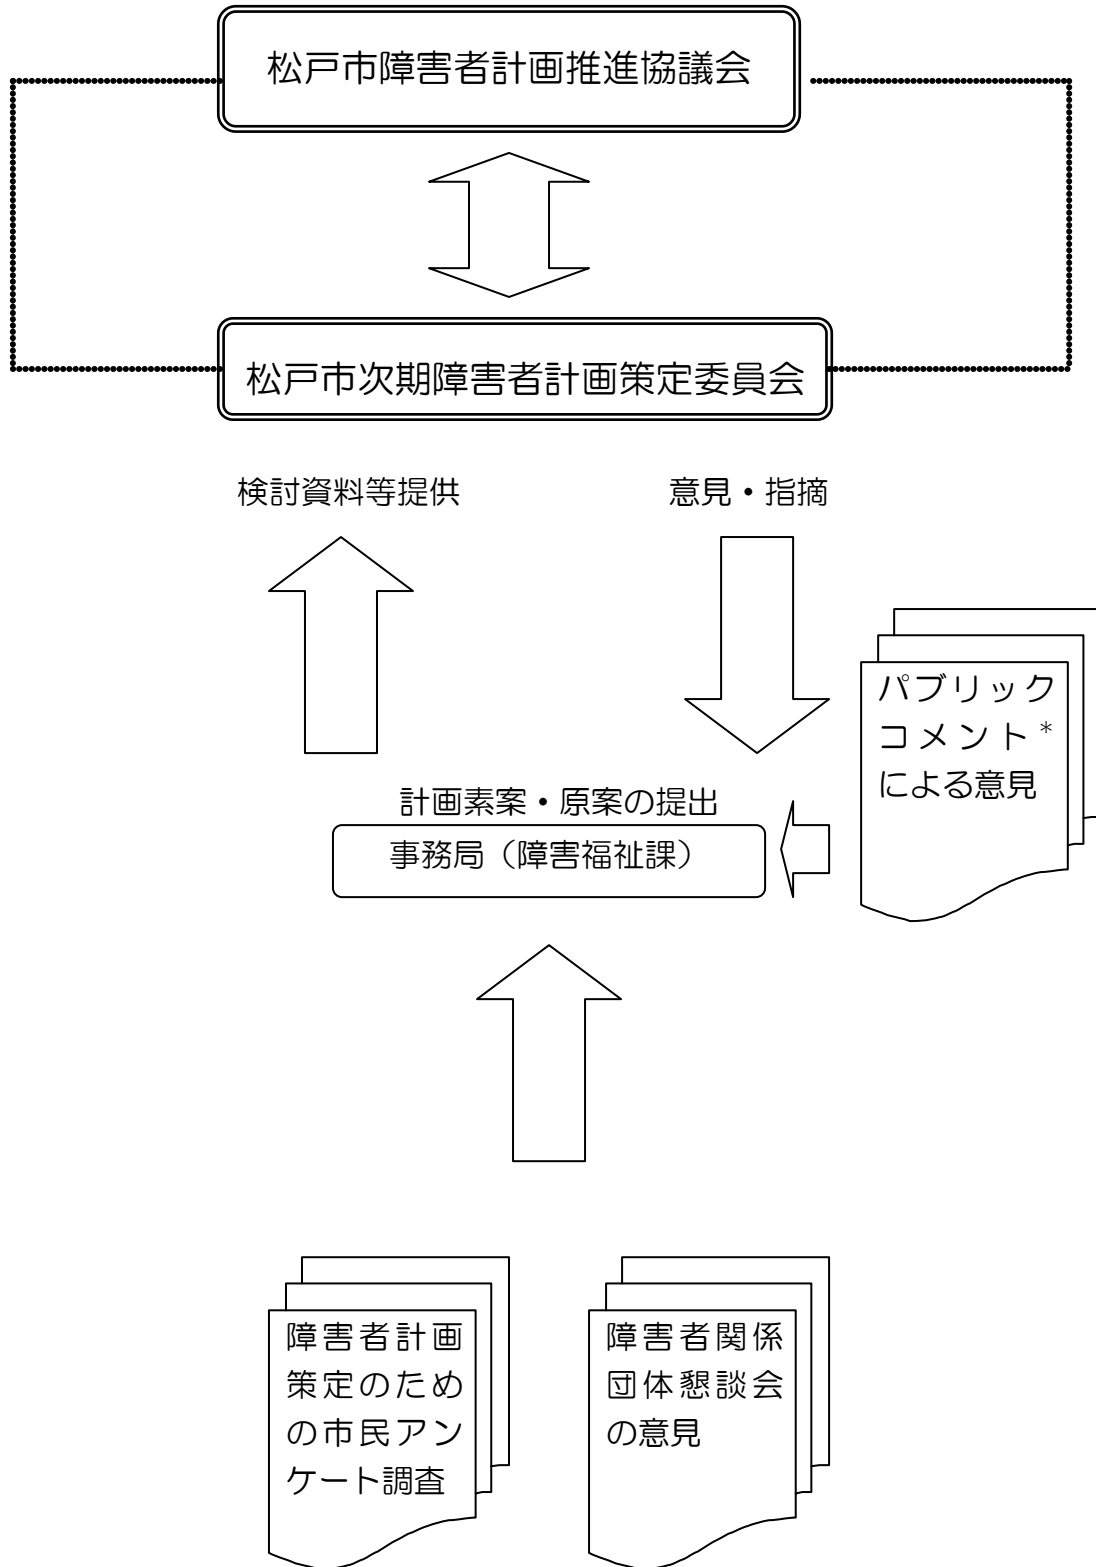 松戸市障害者計画推進協議会
松戸市次期障害者計画策定委員会
検討資料等提供
意見・指摘
パブリック
コメント*
による意見
計画素案・原案の提出
事務局（障害福祉課）
障害者計画
策定のため
の市民アン
ケート調査
障害者関係
団体懇談会
の意見